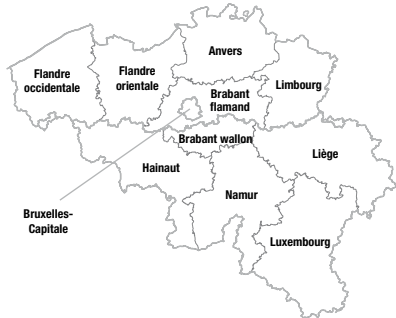 Anvers
Flandre
occidentale
Flandre
orientale
Limbourg
Brabant
flamand
Brabant wallon
Liège
Hainaut
Namur
Bruxelles-
Capitale
Luxembourg